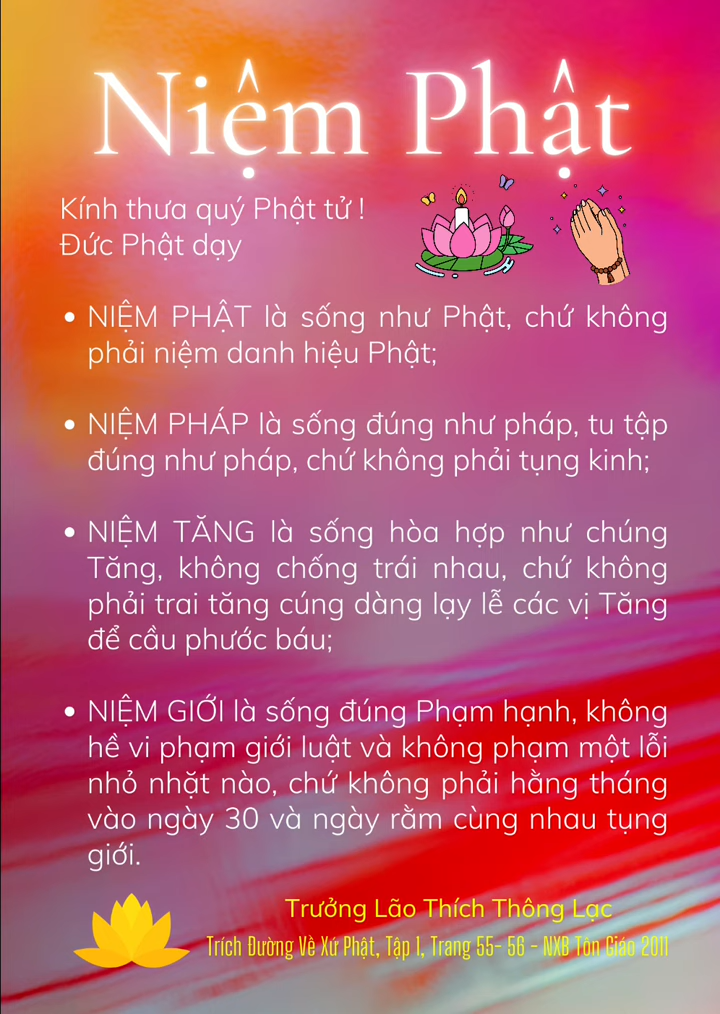 Niệm Phật
Kính thưa quý Phật tử !
Đức Phật dạy
• NIỆM PHẬT là sống như Phật, chứ không
phải niệm danh hiệu Phật;
• NIỆM PHÁP là sống đúng như pháp, tu tập
đúng như pháp, chứ không phải tụng kinh;
• NIỆM TĂNG là sống hòa hợp như chúng
Tăng, không chống trái nhau, chứ không
phải trai tăng cúng dàng lạy lễ các vị Tăng
để cầu phước báu;
• NIỆM GIỚI là sống đúng Phạm hạnh, không
hề vi phạm giới luật và không phạm một lỗi
nhỏ nhặt nào, chứ không phải hằng tháng
vào ngày 30 và ngày rằm cùng nhau tụng
giới.
Trưởng Lão Thích Thông Lạc
Trích Đường Về Xứ Phật, Tập 1, Trang 55- 56 - NXB Tôn Giáo 2011